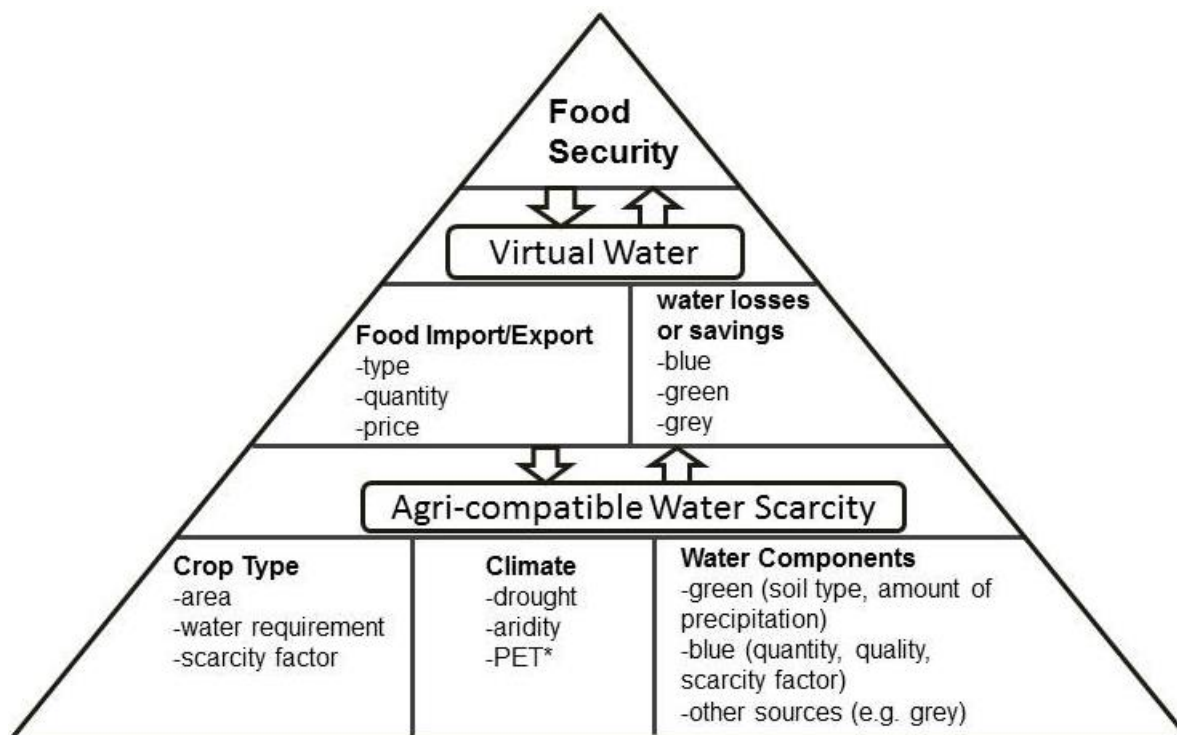 Food
Security
Virtual Water
Food Import/Export
-type
-quantity
-price
water losses
or savings
-blue
-green
-grey
Agri-compatible Water Scarcity
Crop Type
-area
-water requirement
-scarcity factor
Climate
-drought
-aridity
-PET*
Water Components
-green (soil type, amount of
precipitation)
-blue (quantity, quality,
scarcity factor)
-other sources (e.g. grey)